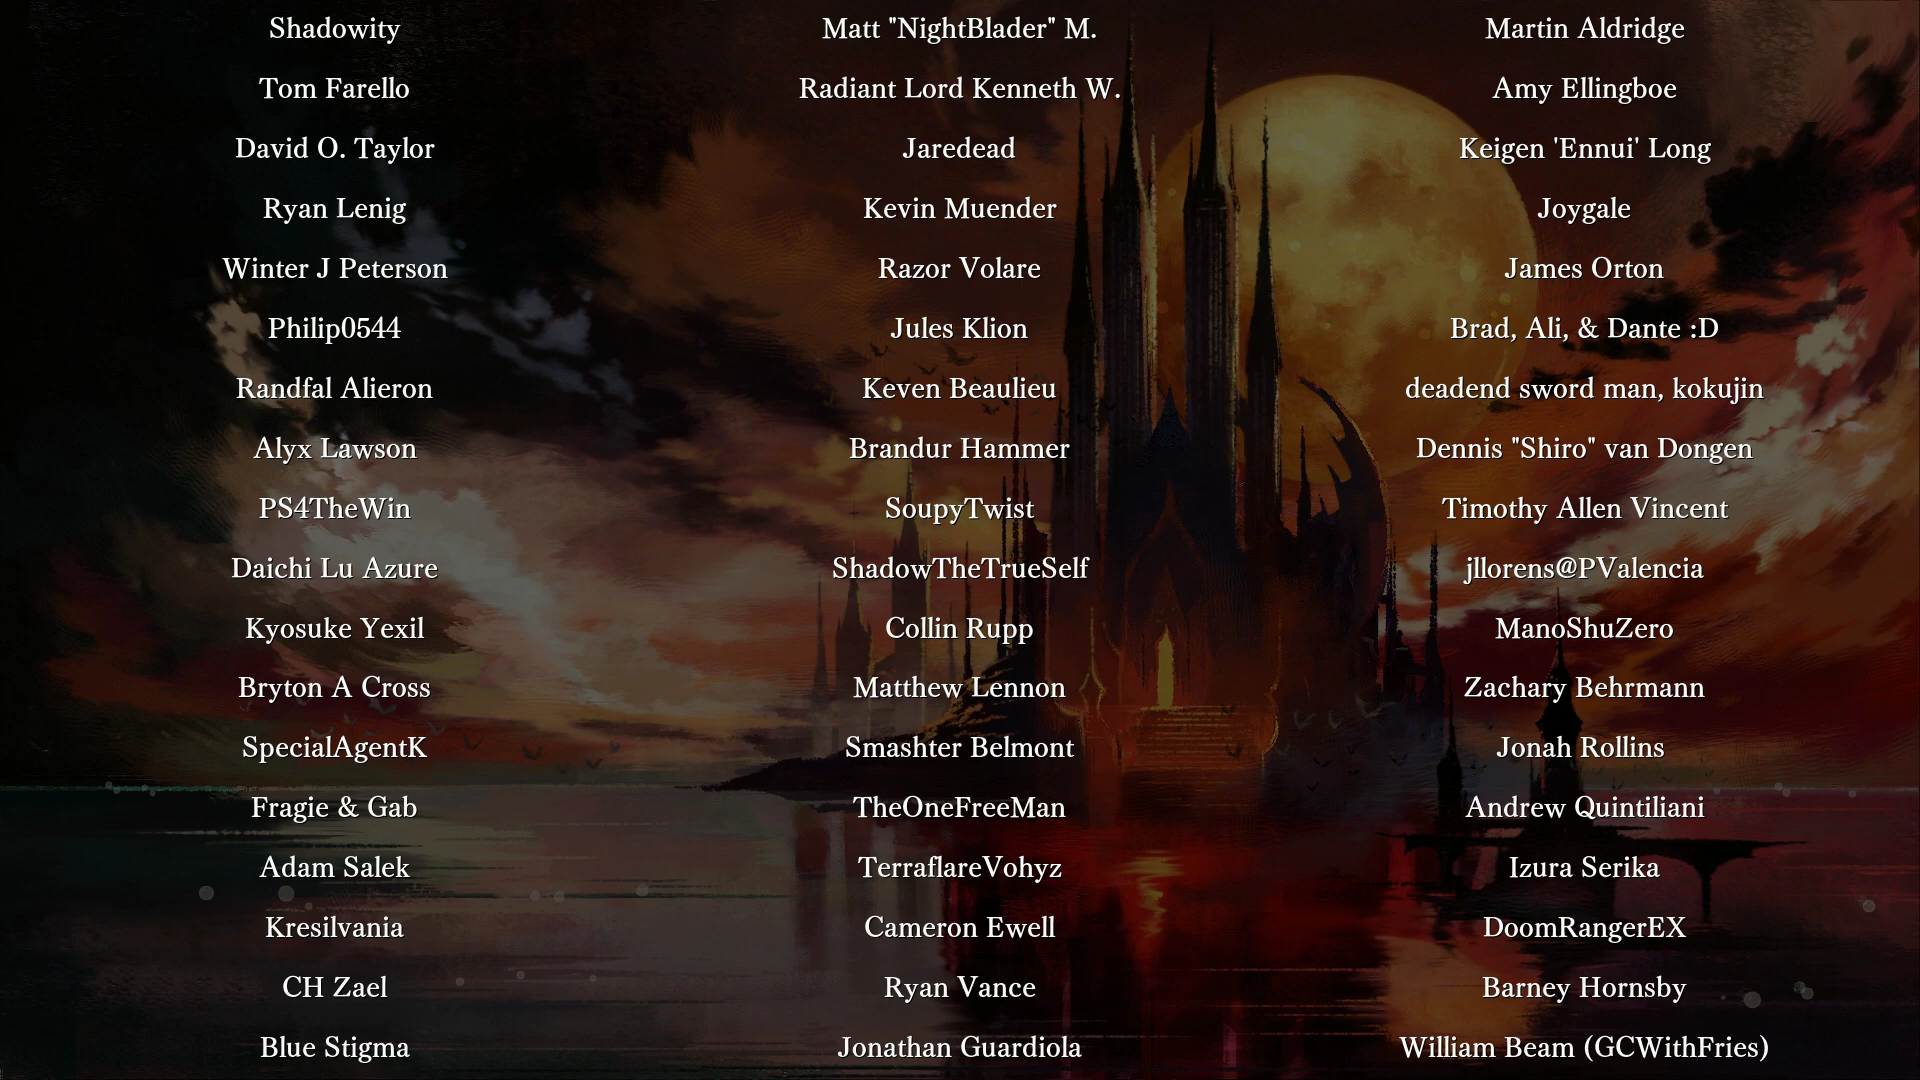 Shadowity
Tom Farello
David O. Taylor
Ryan Lenig
Winter J Peterson
Philip0544
Randfal Alieron
Alyx Lawson
PS4TheWin
Daichi Lu Azure
Kyosuke Yexil
Bryton A Cross
SpecialAgentK
Fragie & Gab
Adam Salek
Kresilvania
CH Zael
Blue Stigma
Matt "NightBlader" M.
Radiant Lord Kenneth W.
Jaredead
Kevin Muender
Razor Volare
Jules Klion
Keven Beaulieu
Brandur Hammer
SoupyTwist
ShadowTheTrueSelf
Collin Rupp
Matthew Lennon
Smashter Belmont
TheOneFreeMan
TerraflareVohyz
Cameron Ewell
Ryan Vance
Jonathan Guardiola
Martin Aldridge
Amy Ellingboe
Keigen 'Ennui' Long
Joygale
James Orton
Brad, Ali, & Dante :D
deadend sword man, kokujin
Dennis "Shiro" van Dongen
Timothy Allen Vincent
jllorens@PValencia
ManoShuZero
Zachary Behrmann
Jonah Rollins
Andrew Quintiliani
Izura Serika
DoomRangerEX
Barney Hornsby
William Beam (GCWithFries)